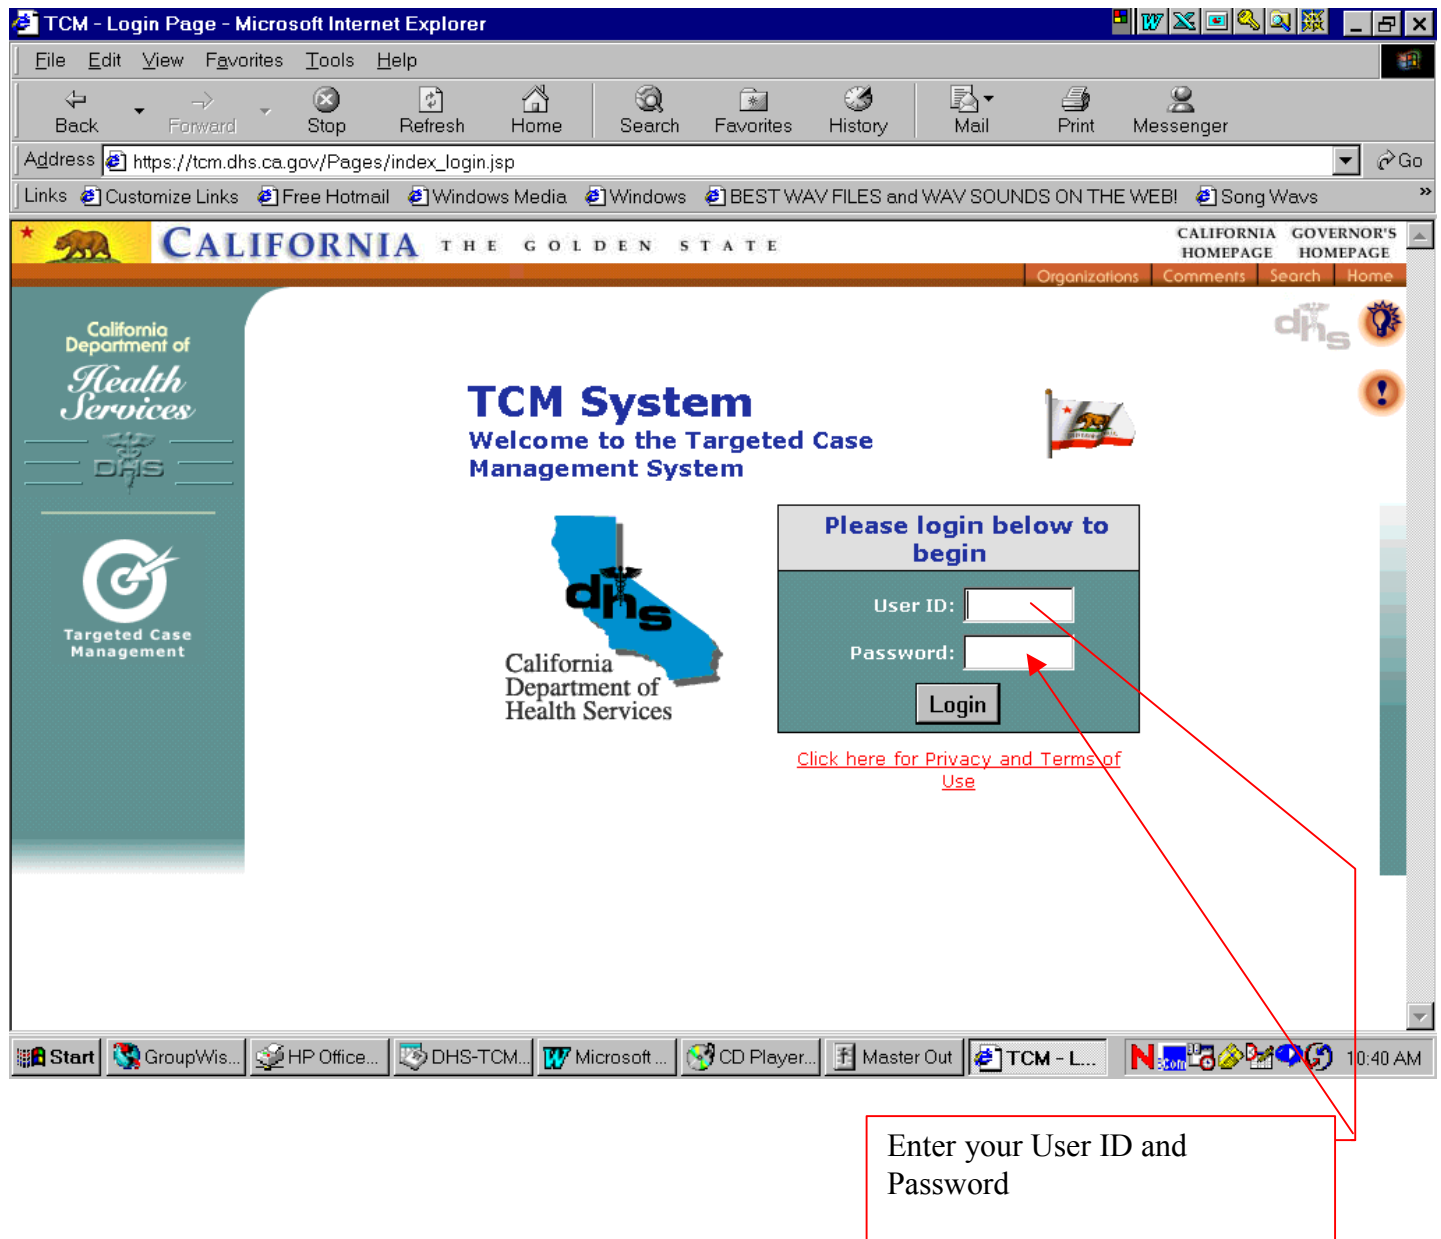 TCM - Login Page - Microsoft Internet Explorer
File Edit View Favorites Tools Help
Back Forward Stop Refresh Home Search Favorites History Mail Print Messenger
Address https://tcm.dhs.ca.gov/Pages/index_login.jsp Go
Links Customize Links Free Hotmail Windows Media Windows BEST WAV FILES and WAV SOUNDS ON THE WEB! Song Wavs »
CALIFORNIA THE GOLDEN STATE
CALIFORNIA HOMEPAGE
GOVERNOR'S HOMEPAGE
Organizations Comments Search Home
California
Department of
Health
Services
DHS
Targeted Case
Management
dhs
TCM System
Welcome to the Targeted Case
Management System
dhs
California
Department of
Health Services
Please login below to
begin
User ID:
Password:
Login
Click here for Privacy and Terms of
Use
Start GroupWis... HP Office... DHS-TCM... Microsoft ... CD Player... Master Out TCM - L... 10:40 AM
Enter your User ID and
Password